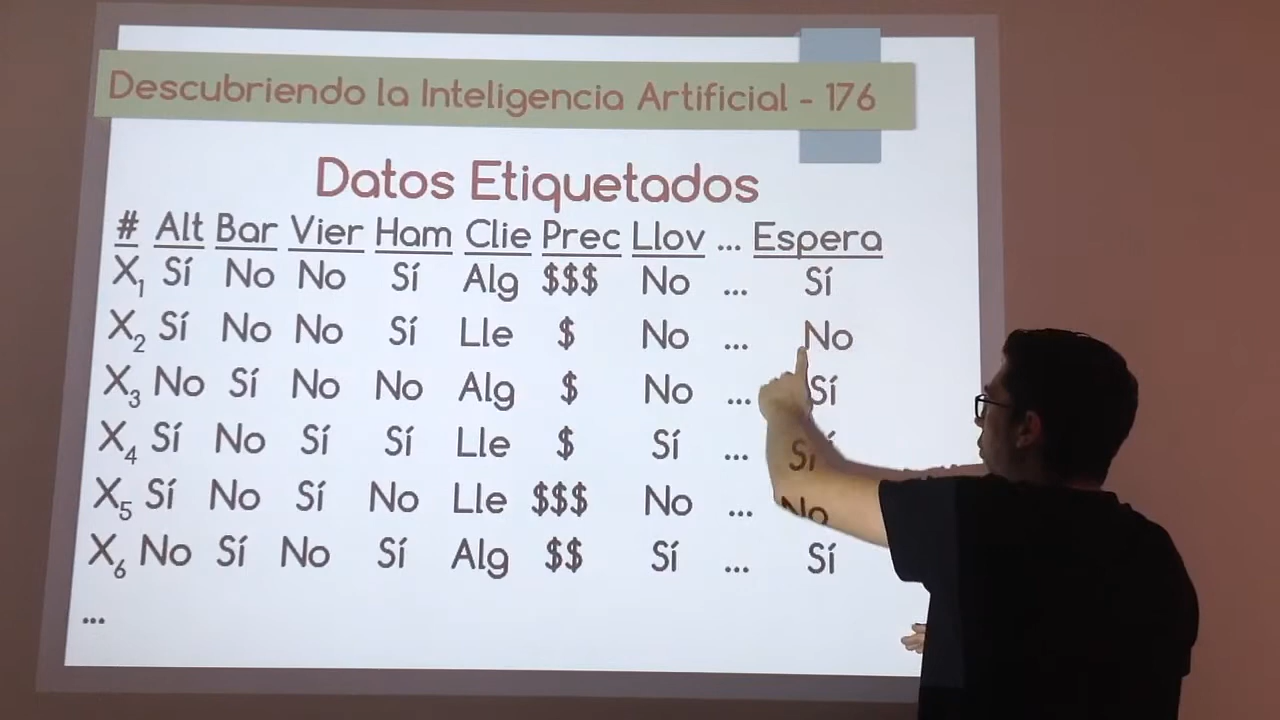 Descubriendo la Inteligencia Artificial - 176
Datos Etiquetados
# Alt Bar Vier Ham Clie Prec Llov ... Espera
X1 Sí No No Sí Alg $$$ No ... Sí
X2 Sí No No Sí Lle $ No ... No
X3 No Sí No No Alg $ No ... Sí
X4 Sí No Sí Sí Lle $ Sí ... Sí
X5 Sí No Sí No Lle $$$ No ... No
X6 No Sí No Sí Alg $$ Sí ... Sí
...